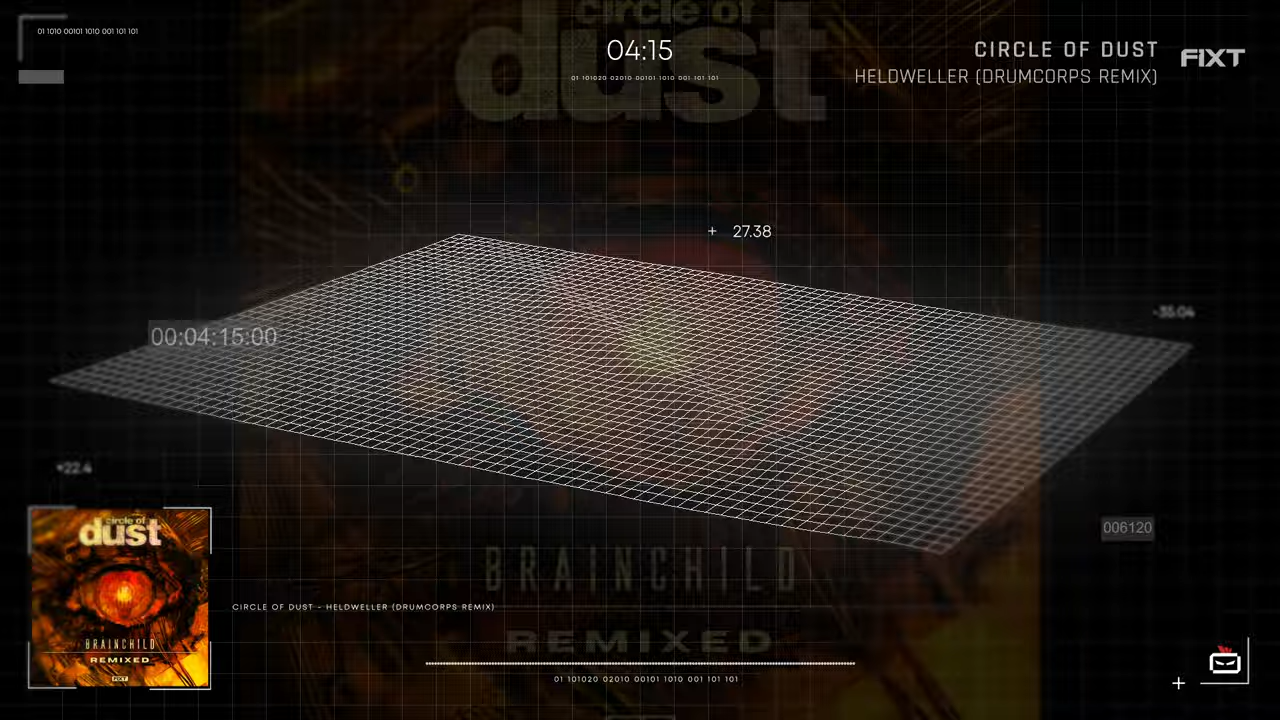 01 1010 00101 1010 001 101 101
circle of
dust
04:15
01 101020 02010 00101 1010 001 101 101
CIRCLE OF DUST
HELDWELLER (DRUMCORPS REMIX)
FIXT
+ 27.38
-35.04
00:04:15:00
+22.4
006120
circle of
dust
BRAINCHILD
REMIXED
FIXT
BRAINCHILD
CIRCLE OF DUST - HELDWELLER (DRUMCORPS REMIX)
REMIXED
01 101020 02010 00101 1010 001 101 101